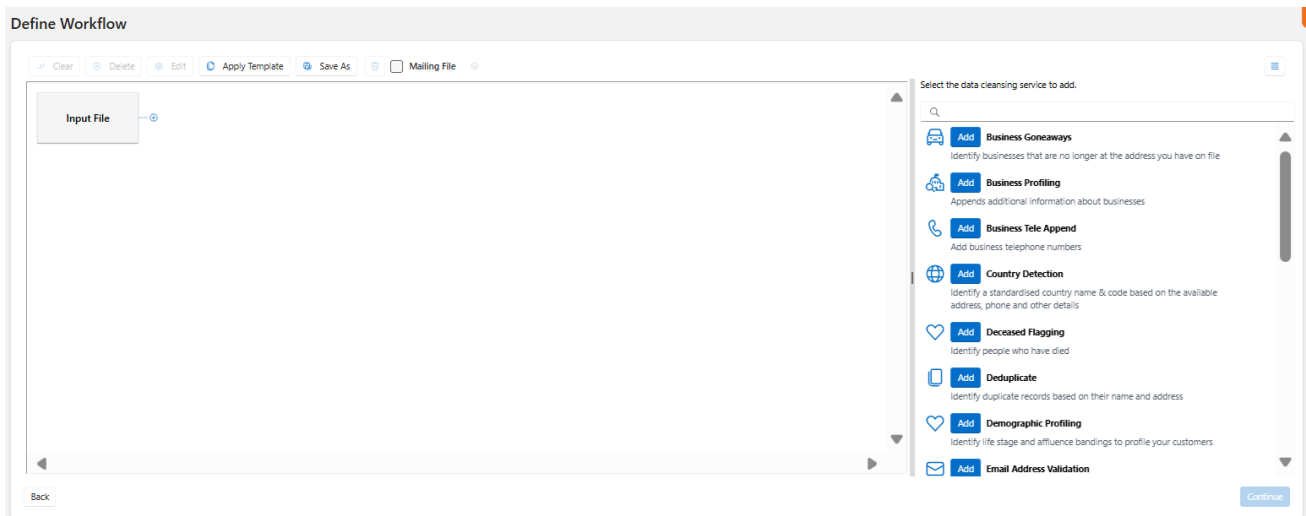 Define Workflow
Clear Delete Edit Apply Template Save As Mailing File
Select the data cleansing service to add.
Input File
Add Business Goneaways
Identify businesses that are no longer at the address you have on file
Add Business Profiling
Appends additional information about businesses
Add Business Tele Append
Add business telephone numbers
Add Country Detection
Identify a standardised country name & code based on the available
address, phone and other details
Add Deceased Flagging
Identify people who have died
Add Deduplicate
Identify duplicate records based on their name and address
Add Demographic Profiling
Identify life stage and affluence bandings to profile your customers
Add Email Address Validation
Back
Continue